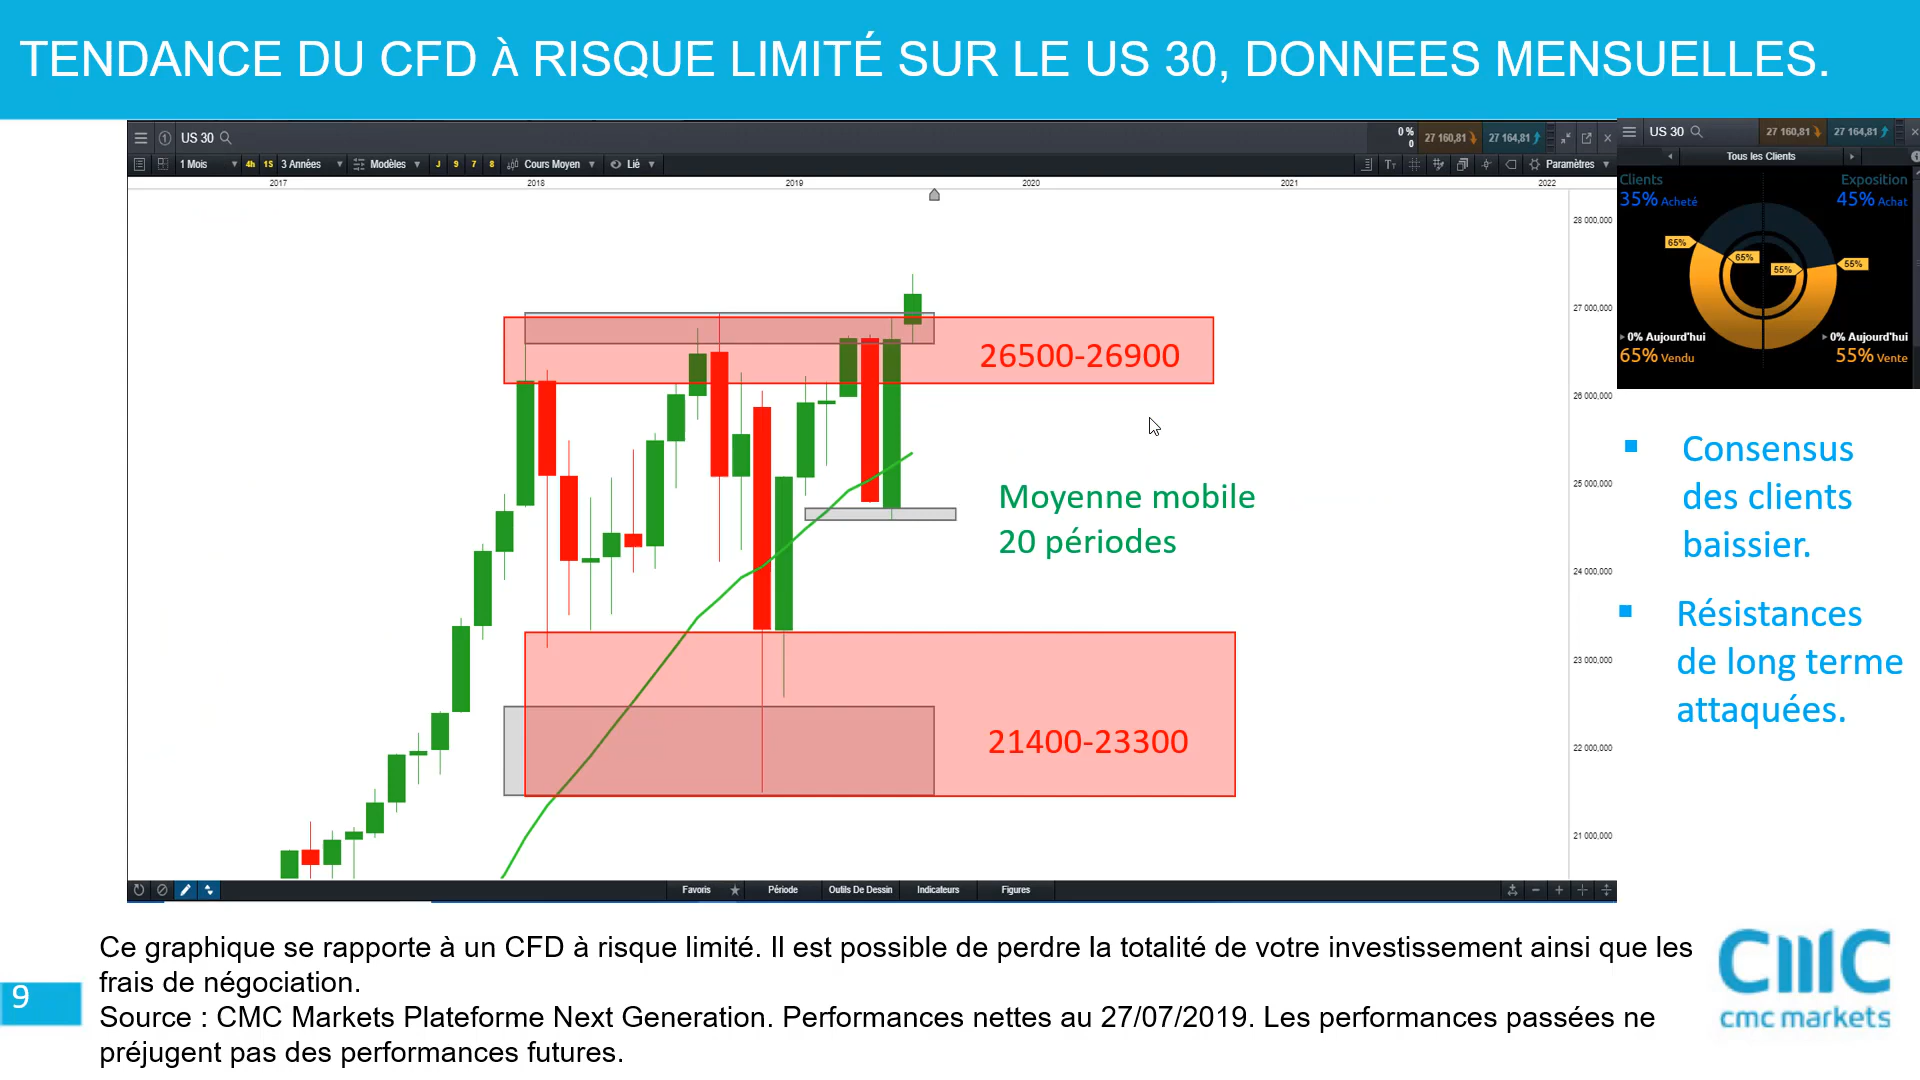 TENDANCE DU CFD À RISQUE LIMITÉ SUR LE US 30, DONNEES MENSUELLES.
1 US 30
0 %
0
27 160,81
27 164,81
1 Mois
4h
1S
3 Années
Modèles
J
9
7
8
Cours Moyen
Lié
Paramètres
2017
2018
2019
2020
2021
2022
28 000,000
27 000,000
26 000,000
25 000,000
24 000,000
23 000,000
22 000,000
21 000,000
26500-26900
Moyenne mobile
20 périodes
21400-23300
Favoris
Période
Outils De Dessin
Indicateurs
Figures
US 30
27 160,81
27 164,81
Tous les Clients
Clients
Exposition
35% Acheté
45% Achat
65%
65%
55%
55%
0% Aujourd'hui
0% Aujourd'hui
65% Vendu
55% Vente
Consensus
des clients
baissier.
Résistances
de long terme
attaquées.
Ce graphique se rapporte à un CFD à risque limité. Il est possible de perdre la totalité de votre investissement ainsi que les
frais de négociation.
Source : CMC Markets Plateforme Next Generation. Performances nettes au 27/07/2019. Les performances passées ne
préjugent pas des performances futures.
9
CMC
cmc markets